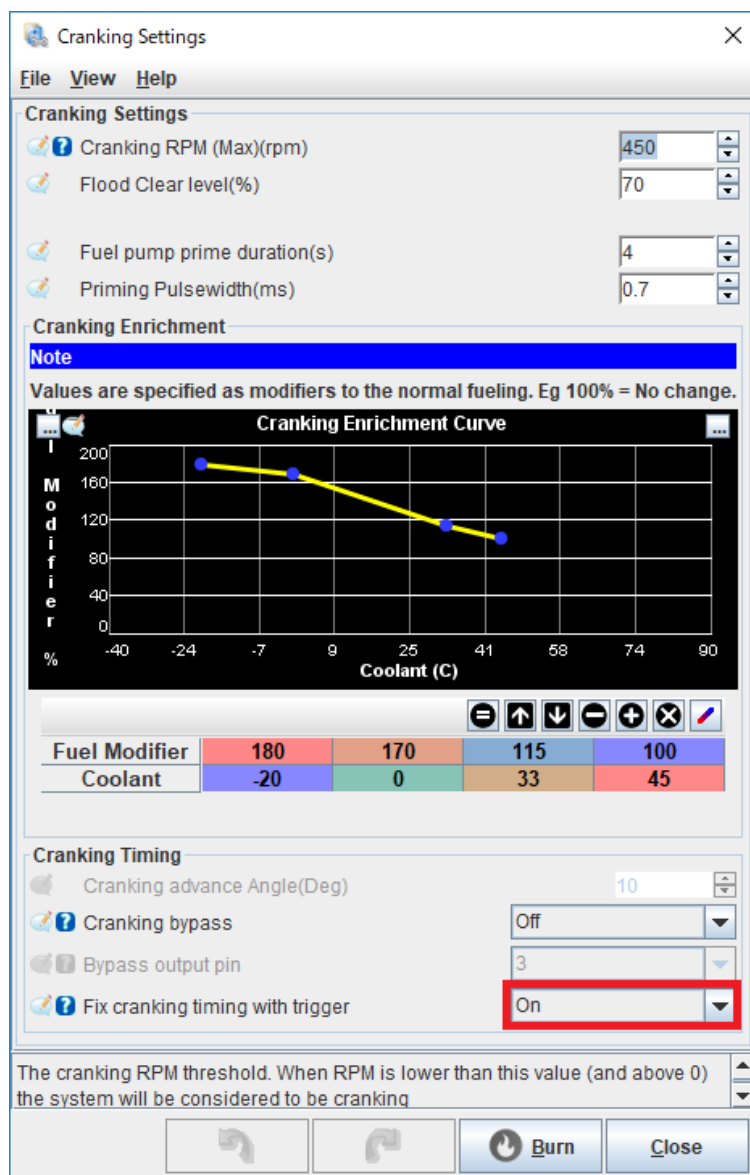 Cranking Settings
File View Help
Cranking Settings
Cranking RPM (Max)(rpm) 450
Flood Clear level(%) 70
Fuel pump prime duration(s) 4
Priming Pulsewidth(ms) 0.7
Cranking Enrichment
Note
Values are specified as modifiers to the normal fueling. Eg 100% = No change.
Cranking Enrichment Curve
l Modifier %
200
160
120
80
40
0
-40 -24 -7 9 25 41 58 74 90
Coolant (C)
Fuel Modifier 180 170 115 100
Coolant -20 0 33 45
Cranking Timing
Cranking advance Angle(Deg) 10
Cranking bypass Off
Bypass output pin 3
Fix cranking timing with trigger On
The cranking RPM threshold. When RPM is lower than this value (and above 0)
the system will be considered to be cranking
Burn Close